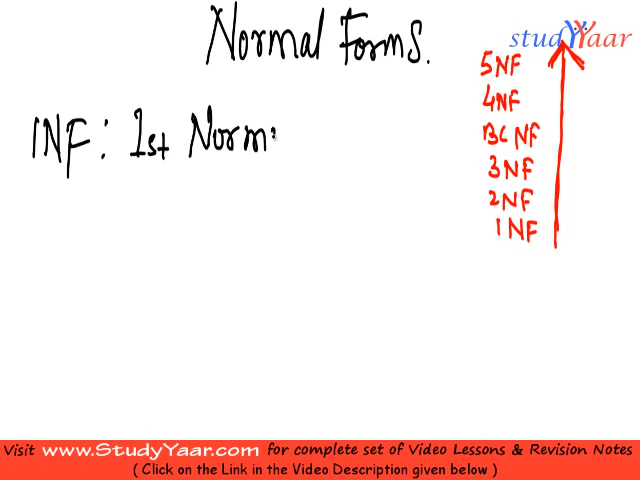 Normal Forms.
studYYaar
5NF
4NF
BCNF
3NF
2NF
1NF
1NF: 1st Norm
Visit www.StudyYaar.com for complete set of Video Lessons & Revision Notes
( Click on the Link in the Video Description given below )